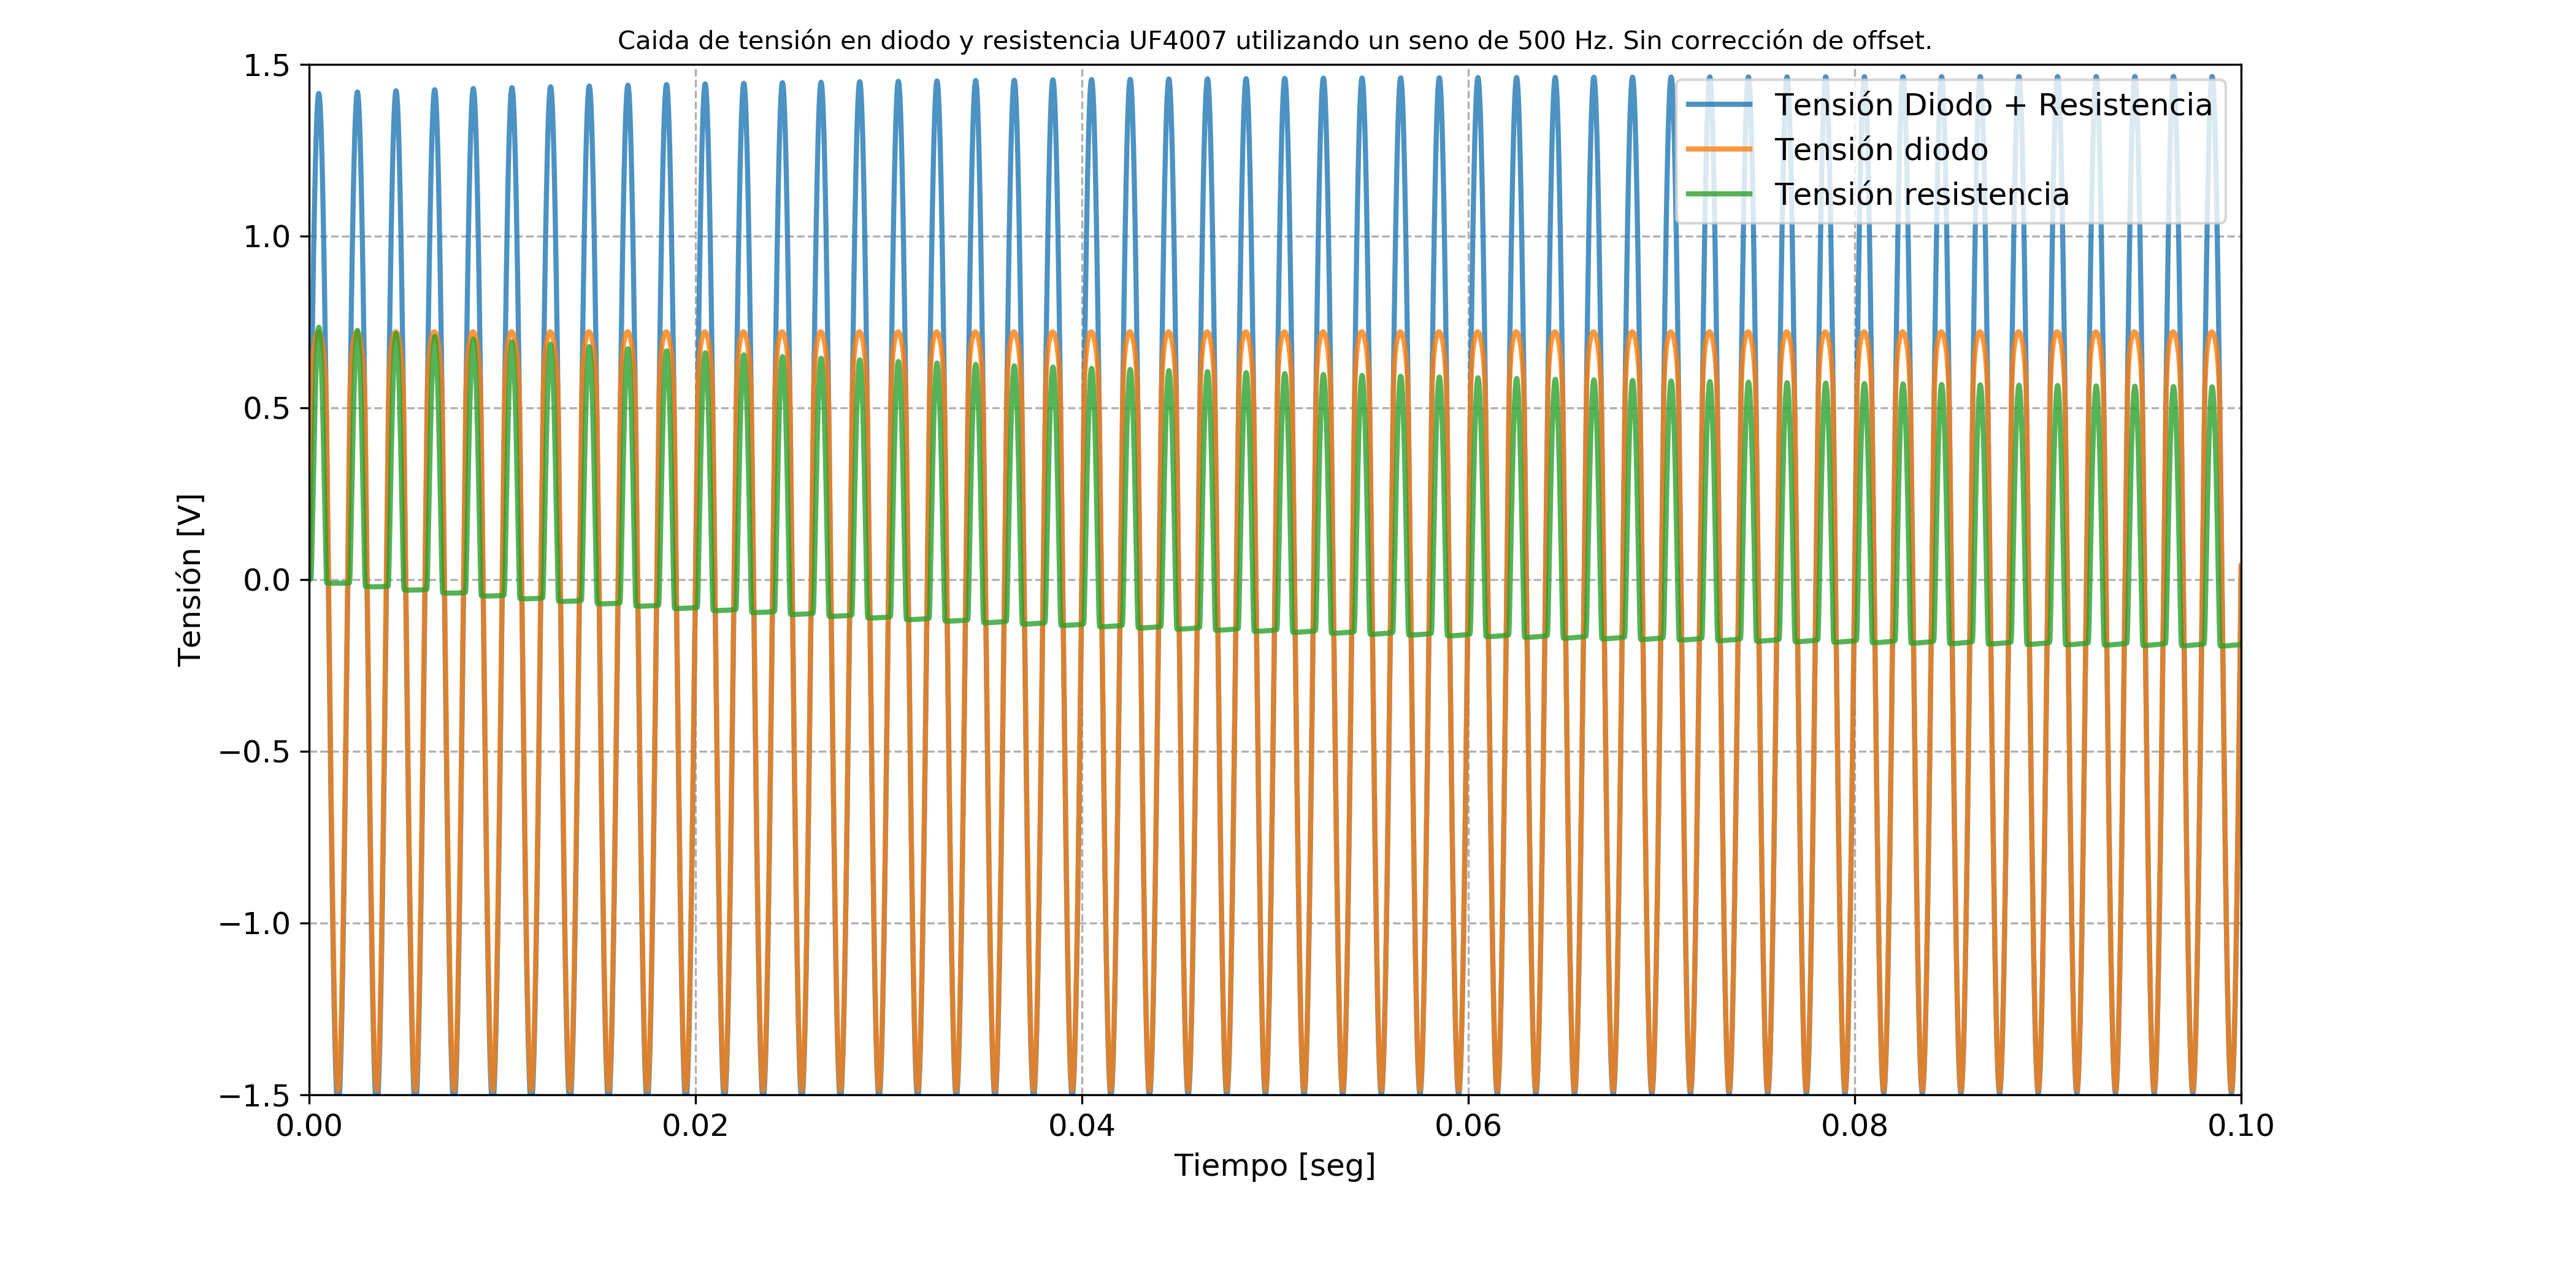 Caida de tensión en diodo y resistencia UF4007 utilizando un seno de 500 Hz. Sin corrección de offset.
Tensión Diodo + Resistencia
Tensión diodo
Tensión resistencia
Tensión [V]
1.5
1.0
0.5
0.0
−0.5
−1.0
−1.5
0.00 0.02 0.04 0.06 0.08 0.10
Tiempo [seg]